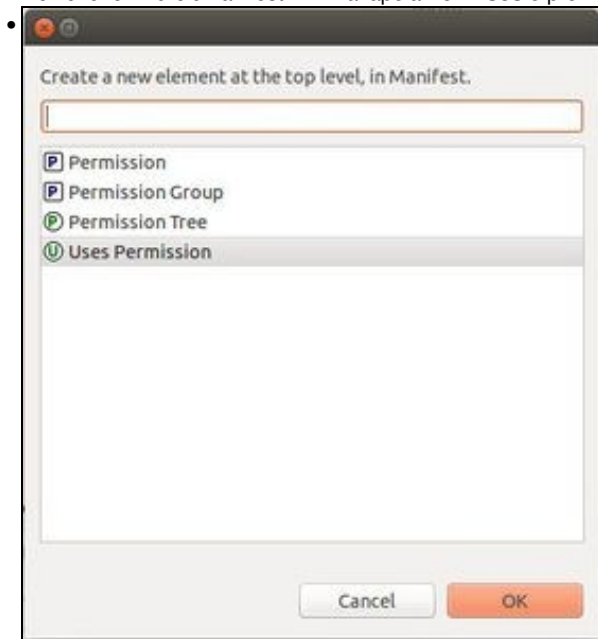 Create a new element at the top level, in Manifest.
P Permission
P Permission Group
P Permission Tree
U Uses Permission
Cancel OK